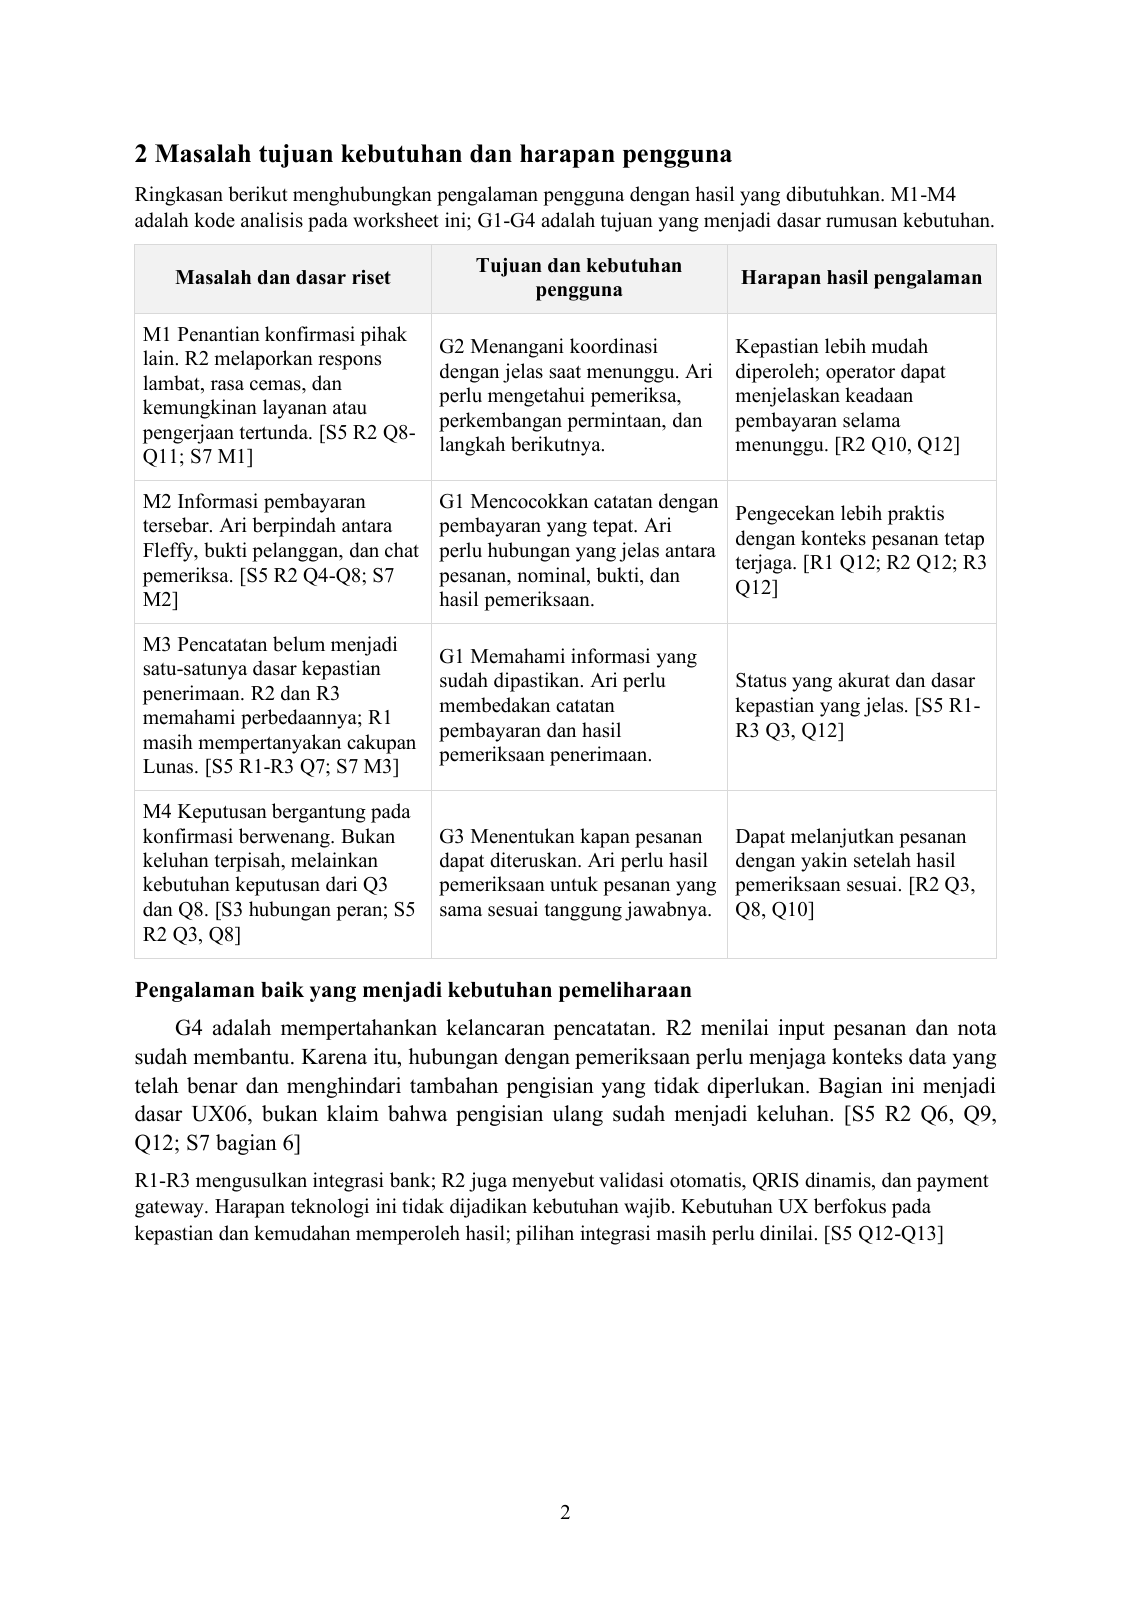 2 Masalah tujuan kebutuhan dan harapan pengguna
Ringkasan berikut menghubungkan pengalaman pengguna dengan hasil yang dibutuhkan. M1-M4
adalah kode analisis pada worksheet ini; G1-G4 adalah tujuan yang menjadi dasar rumusan kebutuhan.
Masalah dan dasar riset
Tujuan dan kebutuhan
pengguna
Harapan hasil pengalaman
M1 Penantian konfirmasi pihak
lain. R2 melaporkan respons
lambat, rasa cemas, dan
kemungkinan layanan atau
pengerjaan tertunda. [S5 R2 Q8-
Q11; S7 M1]
G2 Menangani koordinasi
dengan jelas saat menunggu. Ari
perlu mengetahui pemeriksa,
perkembangan permintaan, dan
langkah berikutnya.
Kepastian lebih mudah
diperoleh; operator dapat
menjelaskan keadaan
pembayaran selama
menunggu. [R2 Q10, Q12]
M2 Informasi pembayaran
tersebar. Ari berpindah antara
Fleffy, bukti pelanggan, dan chat
pemeriksa. [S5 R2 Q4-Q8; S7
M2]
G1 Mencocokkan catatan dengan
pembayaran yang tepat. Ari
perlu hubungan yang jelas antara
pesanan, nominal, bukti, dan
hasil pemeriksaan.
Pengecekan lebih praktis
dengan konteks pesanan tetap
terjaga. [R1 Q12; R2 Q12; R3
Q12]
M3 Pencatatan belum menjadi
satu-satunya dasar kepastian
penerimaan. R2 dan R3
memahami perbedaannya; R1
masih mempertanyakan cakupan
Lunas. [S5 R1-R3 Q7; S7 M3]
G1 Memahami informasi yang
sudah dipastikan. Ari perlu
membedakan catatan
pembayaran dan hasil
pemeriksaan penerimaan.
Status yang akurat dan dasar
kepastian yang jelas. [S5 R1-
R3 Q3, Q12]
M4 Keputusan bergantung pada
konfirmasi berwenang. Bukan
keluhan terpisah, melainkan
kebutuhan keputusan dari Q3
dan Q8. [S3 hubungan peran; S5
R2 Q3, Q8]
G3 Menentukan kapan pesanan
dapat diteruskan. Ari perlu hasil
pemeriksaan untuk pesanan yang
sama sesuai tanggung jawabnya.
Dapat melanjutkan pesanan
dengan yakin setelah hasil
pemeriksaan sesuai. [R2 Q3,
Q8, Q10]
Pengalaman baik yang menjadi kebutuhan pemeliharaan
G4 adalah mempertahankan kelancaran pencatatan. R2 menilai input pesanan dan nota
sudah membantu. Karena itu, hubungan dengan pemeriksaan perlu menjaga konteks data yang
telah benar dan menghindari tambahan pengisian yang tidak diperlukan. Bagian ini menjadi
dasar UX06, bukan klaim bahwa pengisian ulang sudah menjadi keluhan. [S5 R2 Q6, Q9,
Q12; S7 bagian 6]
R1-R3 mengusulkan integrasi bank; R2 juga menyebut validasi otomatis, QRIS dinamis, dan payment
gateway. Harapan teknologi ini tidak dijadikan kebutuhan wajib. Kebutuhan UX berfokus pada
kepastian dan kemudahan memperoleh hasil; pilihan integrasi masih perlu dinilai. [S5 Q12-Q13]
2